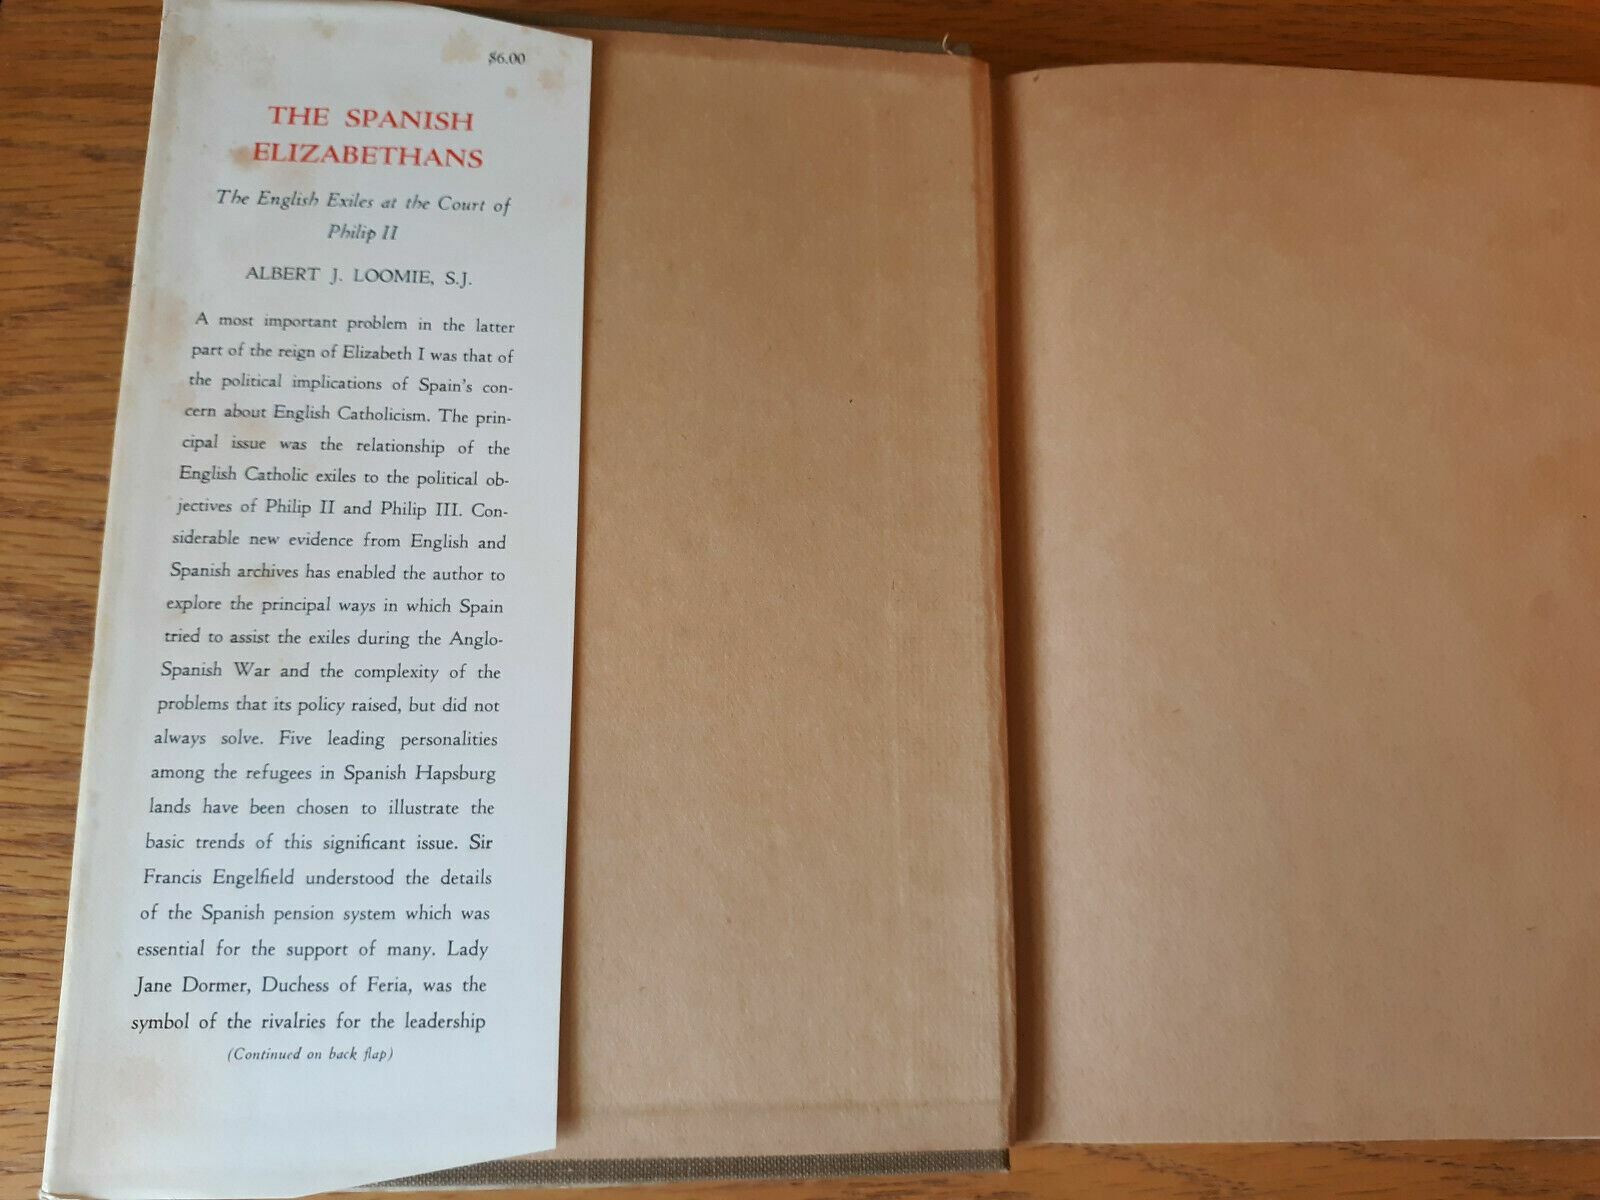 $6.00
THE SPANISH
ELIZABETHANS
The English Exiles at the Court of
Philip II
ALBERT J. LOOMIE, S.J.
A most important problem in the latter
part of the reign of Elizabeth I was that of
the political implications of Spain's con-
cern about English Catholicism. The prin-
cipal issue was the relationship of the
English Catholic exiles to the political ob-
jectives of Philip II and Philip III. Con-
siderable new evidence from English and
Spanish archives has enabled the author to
explore the principal ways in which Spain
tried to assist the exiles during the Anglo-
Spanish War and the complexity of the
problems that its policy raised, but did not
always solve. Five leading personalities
among the refugees in Spanish Hapsburg
lands have been chosen to illustrate the
basic trends of this significant issue. Sir
Francis Engelfield understood the details
of the Spanish pension system which was
essential for the support of many. Lady
Jane Dormer, Duchess of Feria, was the
symbol of the rivalries for the leadership
(Continued on back flap)